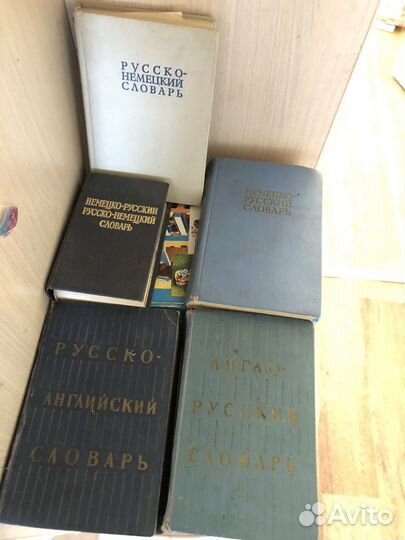 РУССКО-
НЕМЕЦКИЙ
СЛОВАРЬ
НЕМЕЦКО-РУССКИЙ
РУССКО-НЕМЕЦКИЙ
СЛОВАРЬ
НЕМЕЦКО-
РУССКИЙ
СЛОВАРЬ
РУССКО-
АНГЛИЙСКИЙ
СЛОВАРЬ
АНГЛО-
РУССКИЙ
СЛОВАРЬ
Avito